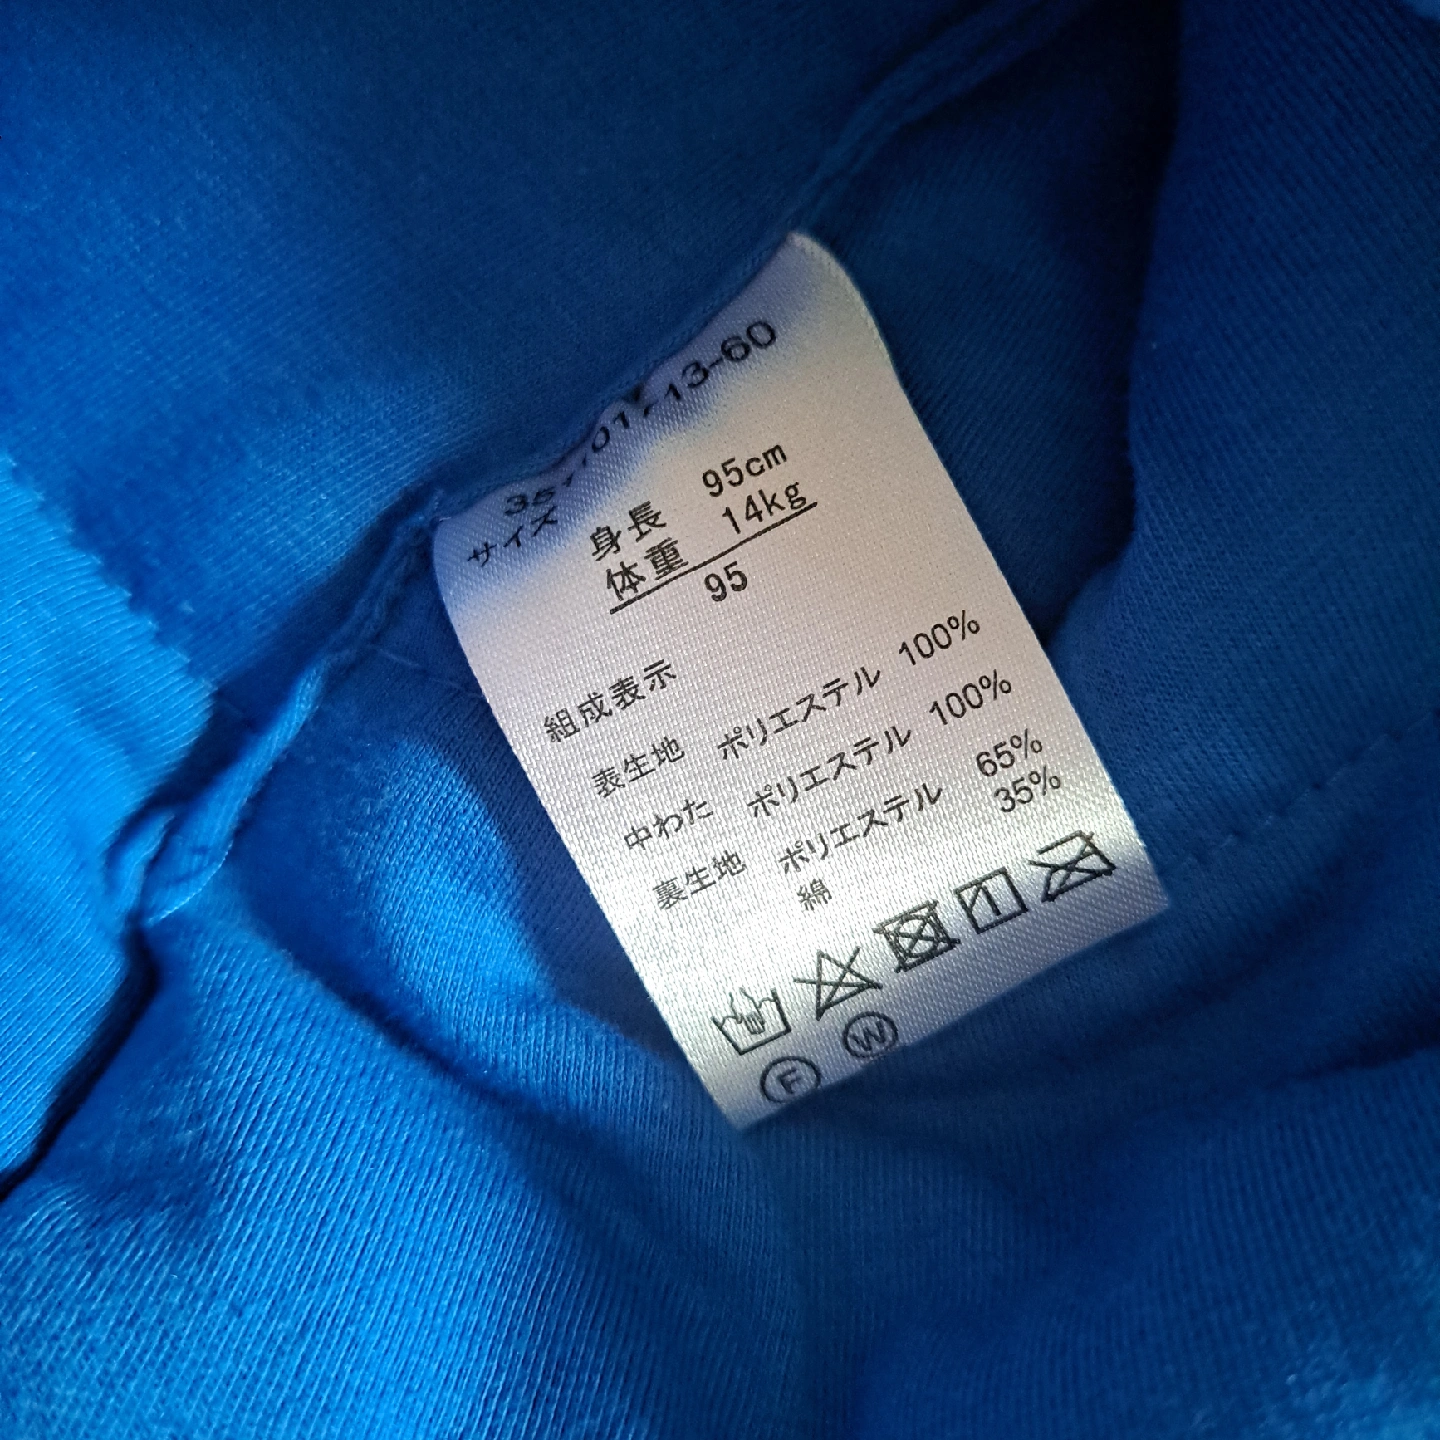 サイズ
身長 95cm
体重 14kg
95
組成表示
表生地 ポリエステル 100%
中わた ポリエステル 100%
裏生地 ポリエステル 65%
綿 35%
F W